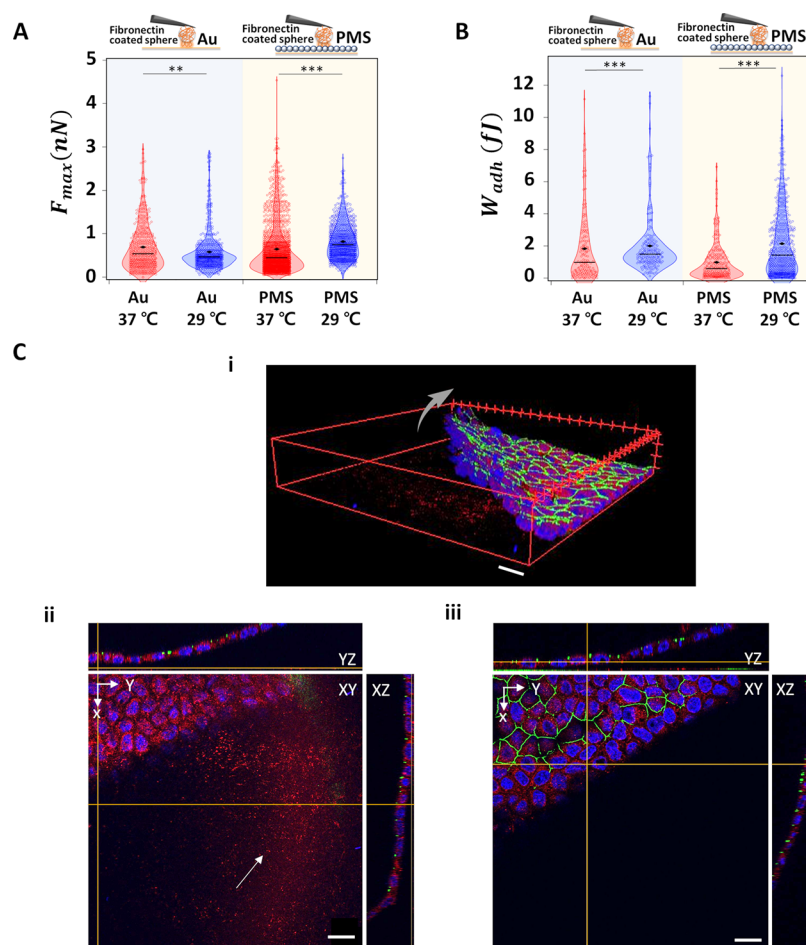 A
Fibronectin
coated sphere Au
Fibronectin
coated sphere PMS
F_max (nN)
5
4
3
2
1
0
** ***
Au Au PMS PMS
37 °C 29 °C 37 °C 29 °C
B
Fibronectin
coated sphere Au
Fibronectin
coated sphere PMS
W_adh (fJ)
12
10
8
6
4
2
0
*** ***
Au Au PMS PMS
37 °C 29 °C 37 °C 29 °C
C
i
ii
YZ
XY
XZ
Y
X
iii
YZ
XY
XZ
Y
X